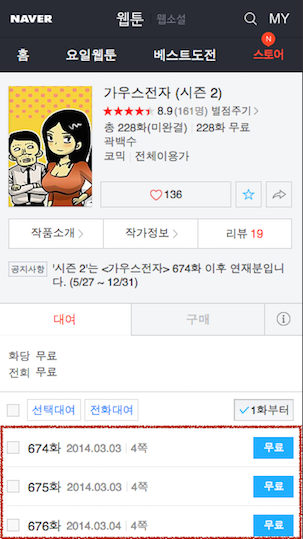 NAVER 웹툰 웹소설 MY
홈 요일웹툰 베스트도전 스토어 N
가우스전자 (시즌 2)
8.9 (161명) 별점주기 >
총 228화(미완결) 228화 무료
곽백수
코믹 전체이용가
136
작품소개 > 작가정보 > 리뷰 19
공지사항 '시즌 2'는 <가우스전자> 674화 이후 연재분입니
다. (5/27 ~ 12/31)
대여 구매
화당 무료
전회 무료
선택대여 전화대여 1화부터
674화 2014.03.03 4쪽 무료
675화 2014.03.03 4쪽 무료
676화 2014.03.04 4쪽 무료